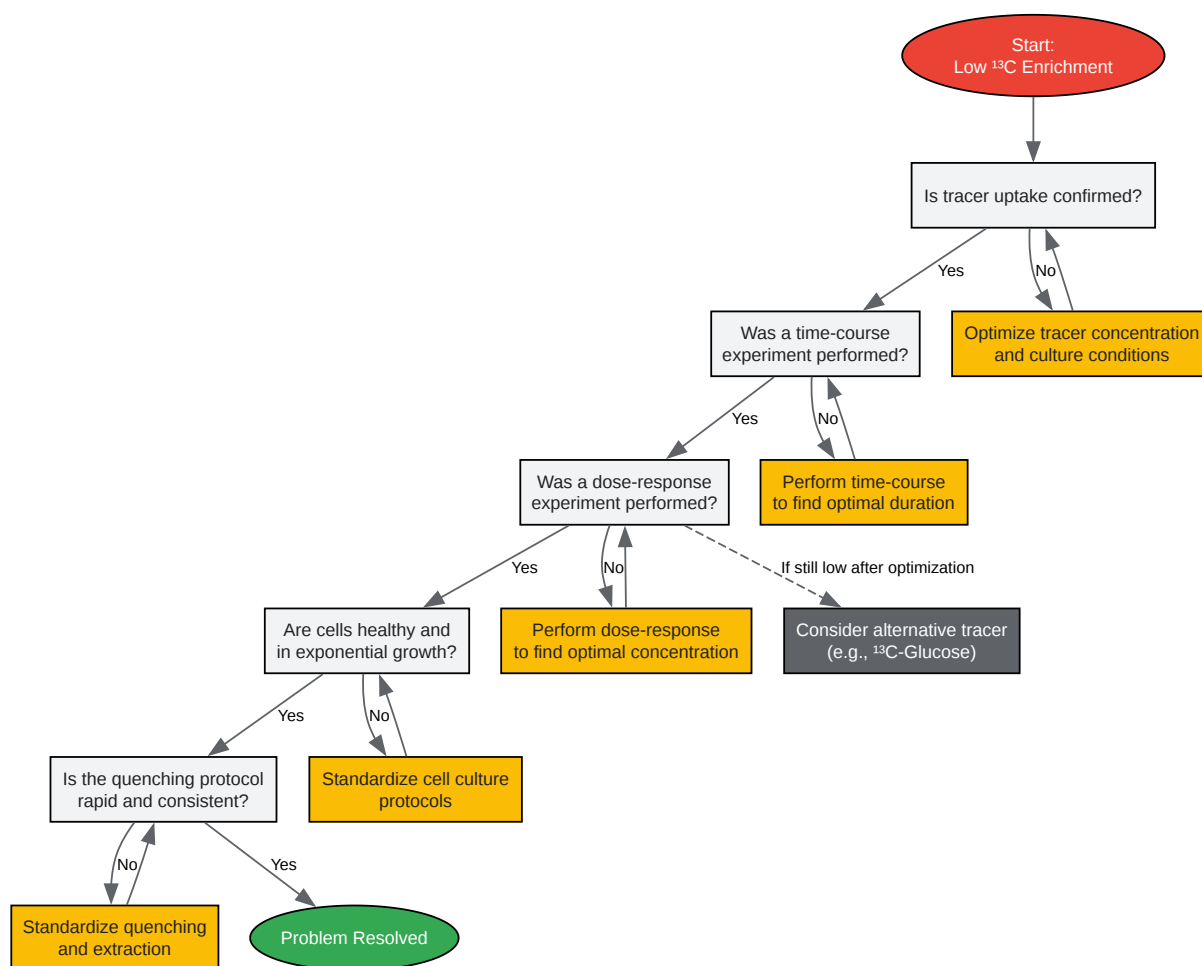 Start:
Low ¹³C Enrichment
Is tracer uptake confirmed?
Yes
No
Was a time-course
experiment performed?
Optimize tracer concentration
and culture conditions
Yes
No
Was a dose-response
experiment performed?
Perform time-course
to find optimal duration
Yes
No
If still low after optimization
Are cells healthy and
in exponential growth?
Perform dose-response
to find optimal concentration
Consider alternative tracer
(e.g., ¹³C-Glucose)
Yes
No
Is the quenching protocol
rapid and consistent?
Standardize cell culture
protocols
No
Yes
Standardize quenching
and extraction
Problem Resolved